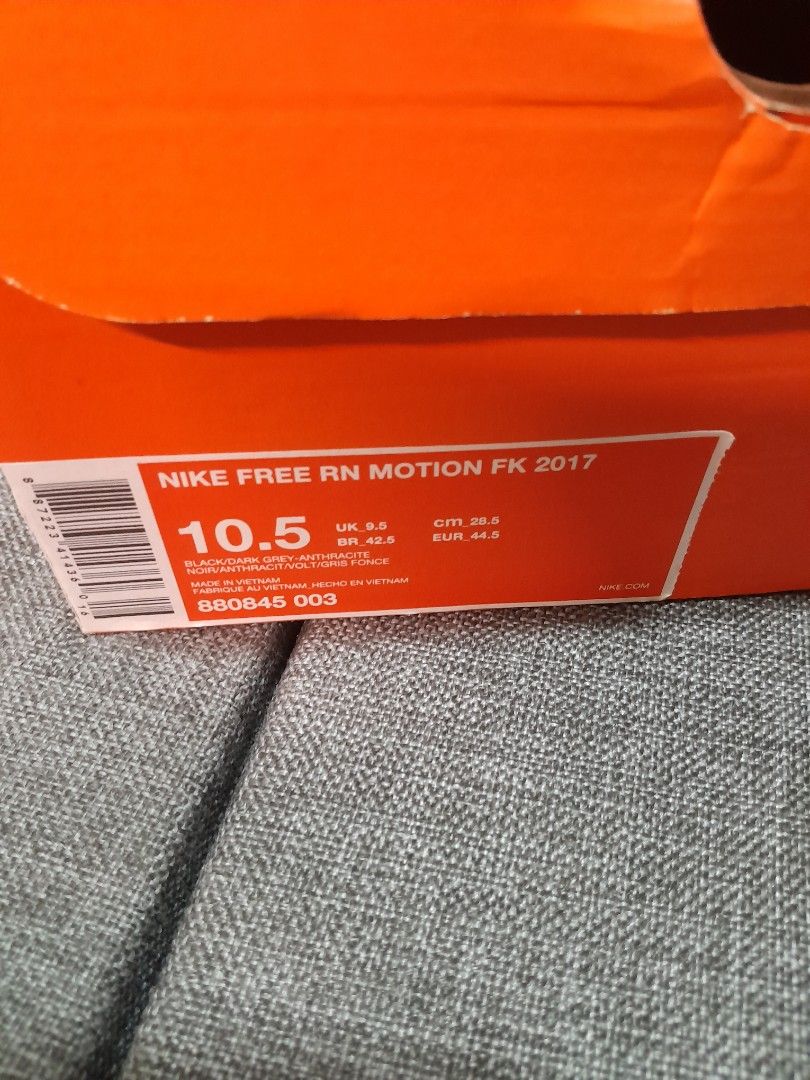 NIKE FREE RN MOTION FK 2017
10.5 UK_9.5 cm_28.5
BR_42.5 EUR_44.5
BLACK/DARK GREY-ANTHRACITE
NOIR/ANTHRACIT/VOLT/GRIS FONCE
MADE IN VIETNAM
FABRIQUE AU VIETNAM_HECHO EN VIETNAM
880845 003
NIKE.COM